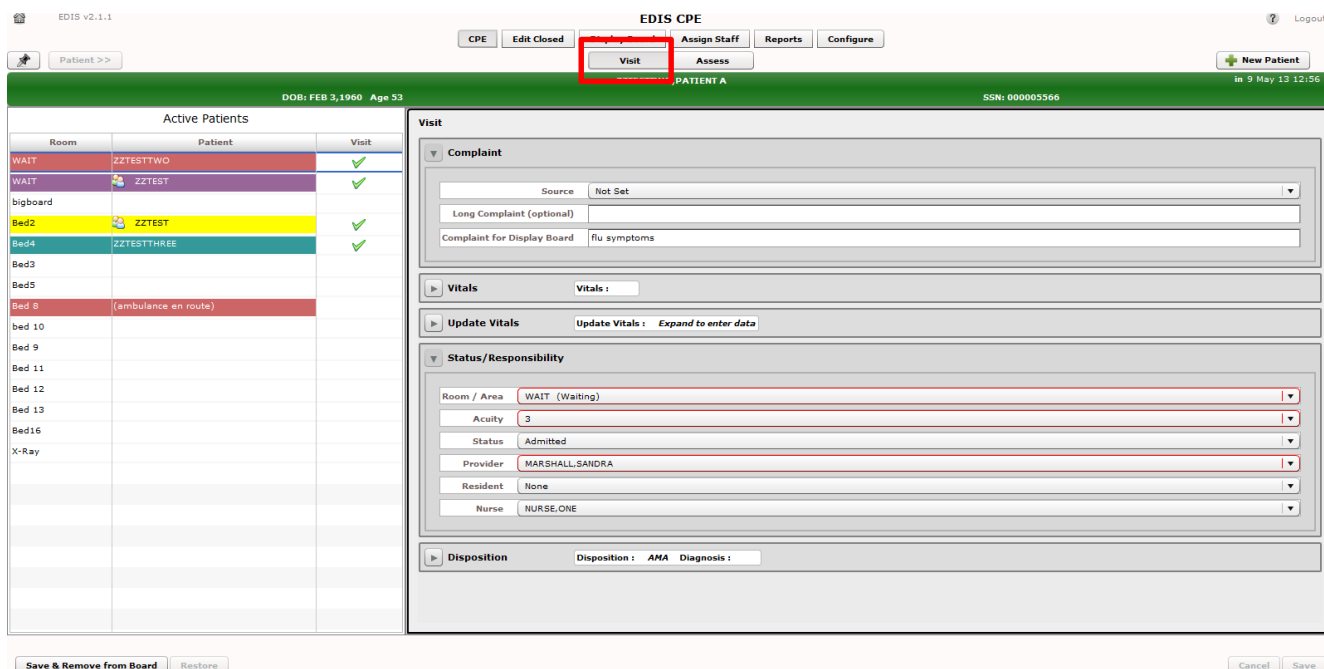 EDIS v2.1.1
EDIS CPE
Logout
CPE Edit Closed Assign Staff Reports Configure
Patient >>
Visit Assess
New Patient
,PATIENT A
in 9 May 13 12:56
DOB: FEB 3,1960 Age 53
SSN: 000005566
Active Patients
Room Patient Visit
WAIT ZZTESTTWO
WAIT ZZTEST
bigboard
Bed2 ZZTEST
Bed4 ZZTESTTHREE
Bed3
Bed5
Bed 8 (ambulance en route)
bed 10
Bed 9
Bed 11
Bed 12
Bed 13
Bed16
X-Ray
Visit
Complaint
Source Not Set
Long Complaint (optional)
Complaint for Display Board flu symptoms
Vitals Vitals :
Update Vitals Update Vitals : Expand to enter data
Status/Responsibility
Room / Area WAIT (Waiting)
Acuity 3
Status Admitted
Provider MARSHALL,SANDRA
Resident None
Nurse NURSE,ONE
Disposition Disposition : AMA Diagnosis :
Save & Remove from Board Restore
Cancel Save